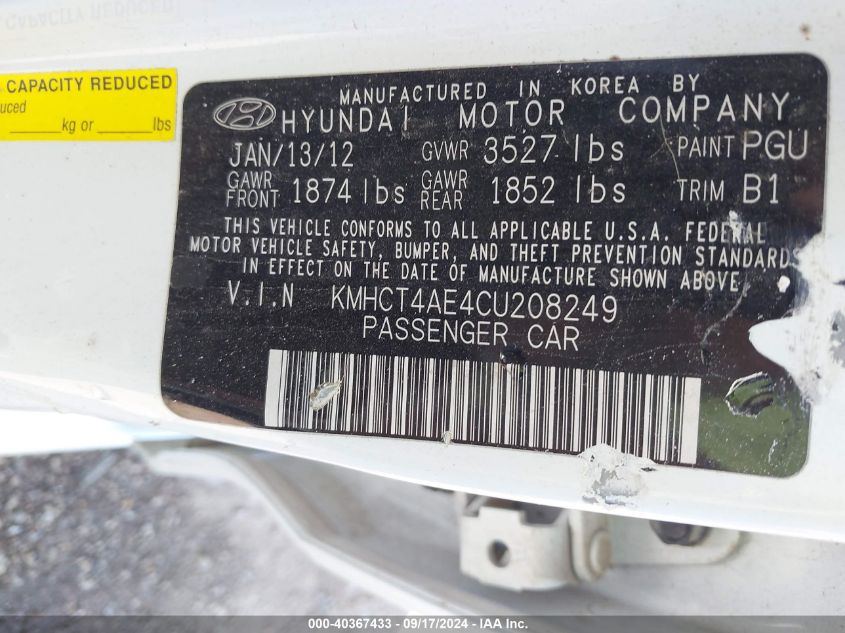 CAPACITY REDUCED
duced
kg or lbs
MANUFACTURED IN KOREA BY
HYUNDAI MOTOR COMPANY
JAN/13/12 GVWR 3527 lbs PAINT PGU
GAWR FRONT 1874 lbs GAWR REAR 1852 lbs TRIM B1
THIS VEHICLE CONFORMS TO ALL APPLICABLE U.S.A. FEDERAL
MOTOR VEHICLE SAFETY, BUMPER, AND THEFT PREVENTION STANDARDS
IN EFFECT ON THE DATE OF MANUFACTURE SHOWN ABOVE.
V.I.N KMHCT4AE4CU208249
PASSENGER CAR
000-40367433 - 09/17/2024 - IAA Inc.